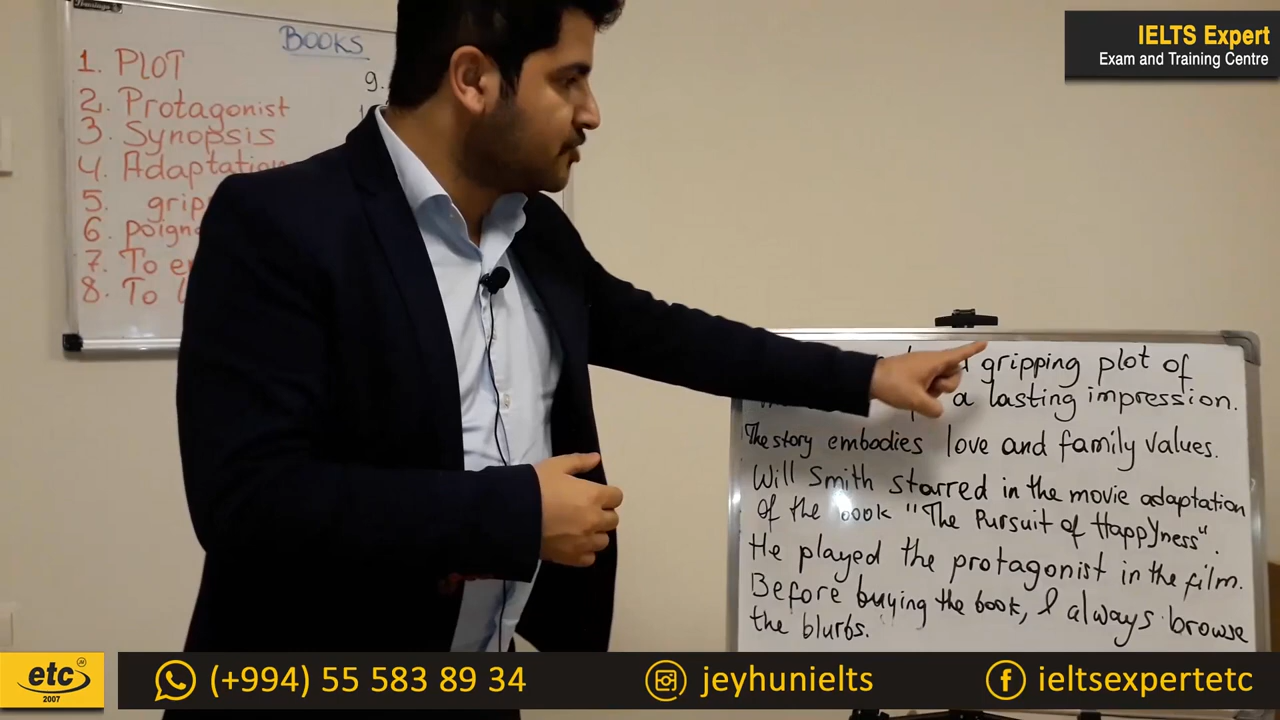 BOOKS
1. PLOT
2. Protagonist
3. Synopsis
4. Adaptation
5. grip
6. poign
7. To e
8. To
9.
gripping plot of
a lasting impression.
The story embodies love and family values.
Will Smith starred in the movie adaptation
of the book "The Pursuit of Happyness".
He played the protagonist in the film.
Before buying the book, I always browse
the blurbs.
IELTS Expert
Exam and Training Centre
etc
2007
(+994) 55 583 89 34
jeyhunielts
ieltsexpertetc